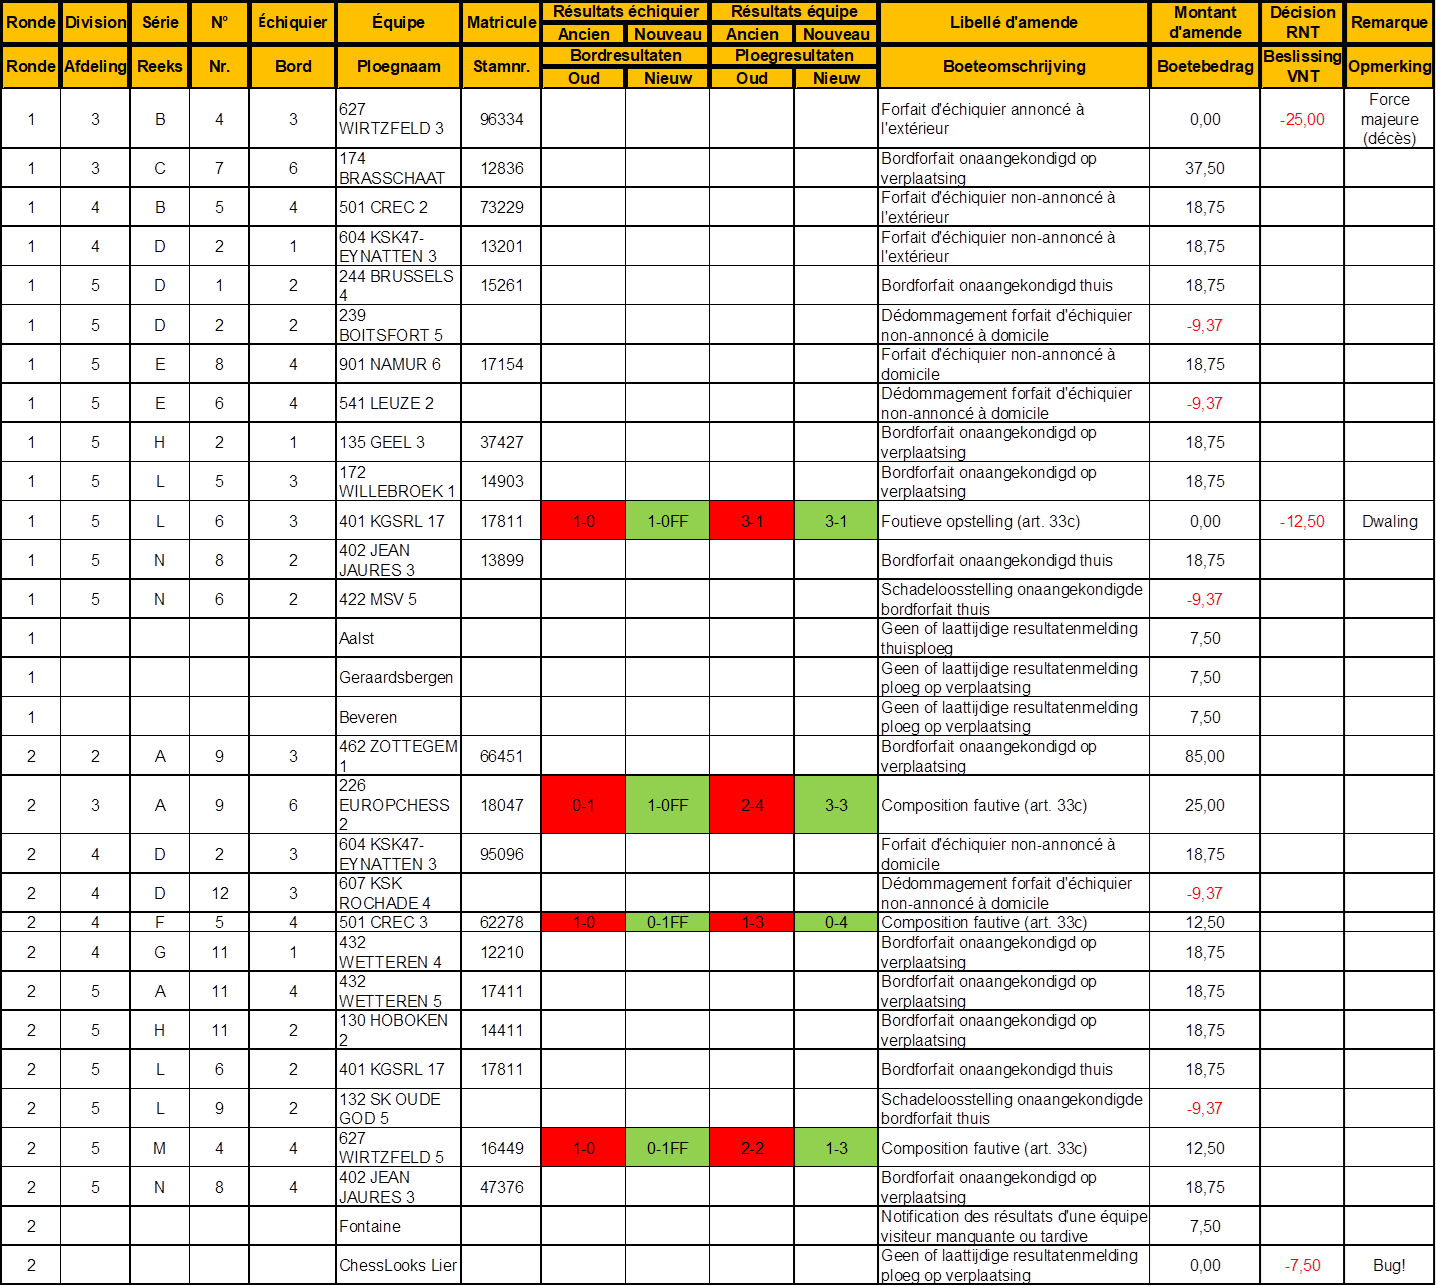 Ronde Division Série N° Échiquier Équipe Matricule Résultats échiquier Résultats équipe Libellé d'amende Montant d'amende Décision RNT Remarque
Ancien Nouveau Ancien Nouveau
Ronde Afdeling Reeks Nr. Bord Ploegnaam Stamnr. Bordresultaten Ploegresultaten Boeteomschrijving Boetebedrag Beslissing VNT Opmerking
Oud Nieuw Oud Nieuw
1 3 B 4 3 627 WIRTZFELD 3 96334 Forfait d'échiquier annoncé à l'extérieur 0,00 -25,00 Force majeure (décès)
1 3 C 7 6 174 BRASSCHAAT 12836 Bordforfait onaangekondigd op verplaatsing 37,50
1 4 B 5 4 501 CREC 2 73229 Forfait d'échiquier non-annoncé à l'extérieur 18,75
1 4 D 2 1 604 KSK47-EYNATTEN 3 13201 Forfait d'échiquier non-annoncé à l'extérieur 18,75
1 5 D 1 2 244 BRUSSELS 4 15261 Bordforfait onaangekondigd thuis 18,75
1 5 D 2 2 239 BOITSFORT 5 Dédommagement forfait d'échiquier non-annoncé à domicile -9,37
1 5 E 8 4 901 NAMUR 6 17154 Forfait d'échiquier non-annoncé à domicile 18,75
1 5 E 6 4 541 LEUZE 2 Dédommagement forfait d'échiquier non-annoncé à domicile -9,37
1 5 H 2 1 135 GEEL 3 37427 Bordforfait onaangekondigd op verplaatsing 18,75
1 5 L 5 3 172 WILLEBROEK 1 14903 Bordforfait onaangekondigd op verplaatsing 18,75
1 5 L 6 3 401 KGSRL 17 17811 1-0 1-0FF 3-1 3-1 Foutieve opstelling (art. 33c) 0,00 -12,50 Dwaling
1 5 N 8 2 402 JEAN JAURES 3 13899 Bordforfait onaangekondigd thuis 18,75
1 5 N 6 2 422 MSV 5 Schadeloosstelling onaangekondigde bordforfait thuis -9,37
1 Aalst Geen of laattijdige resultatenmelding thuisploeg 7,50
1 Geraardsbergen Geen of laattijdige resultatenmelding ploeg op verplaatsing 7,50
1 Beveren Geen of laattijdige resultatenmelding ploeg op verplaatsing 7,50
2 2 A 9 3 462 ZOTTEGEM 1 66451 Bordforfait onaangekondigd op verplaatsing 85,00
2 3 A 9 6 226 EUROPCHESS 2 18047 0-1 1-0FF 2-4 3-3 Composition fautive (art. 33c) 25,00
2 4 D 2 3 604 KSK47-EYNATTEN 3 95096 Forfait d'échiquier non-annoncé à domicile 18,75
2 4 D 12 3 607 KSK ROCHADE 4 Dédommagement forfait d'échiquier non-annoncé à domicile -9,37
2 4 F 5 4 501 CREC 3 62278 1-0 0-1FF 1-3 0-4 Composition fautive (art. 33c) 12,50
2 4 G 11 1 432 WETTEREN 4 12210 Bordforfait onaangekondigd op verplaatsing 18,75
2 5 A 11 4 432 WETTEREN 5 17411 Bordforfait onaangekondigd op verplaatsing 18,75
2 5 H 11 2 130 HOBOKEN 2 14411 Bordforfait onaangekondigd op verplaatsing 18,75
2 5 L 6 2 401 KGSRL 17 17811 Bordforfait onaangekondigd thuis 18,75
2 5 L 9 2 132 SK OUDE GOD 5 Schadeloosstelling onaangekondigde bordforfait thuis -9,37
2 5 M 4 4 627 WIRTZFELD 5 16449 1-0 0-1FF 2-2 1-3 Composition fautive (art. 33c) 12,50
2 5 N 8 4 402 JEAN JAURES 3 47376 Bordforfait onaangekondigd op verplaatsing 18,75
2 Fontaine Notification des résultats d'une équipe visiteur manquante ou tardive 7,50
2 ChessLooks Lier Geen of laattijdige resultatenmelding ploeg op verplaatsing 0,00 -7,50 Bug!